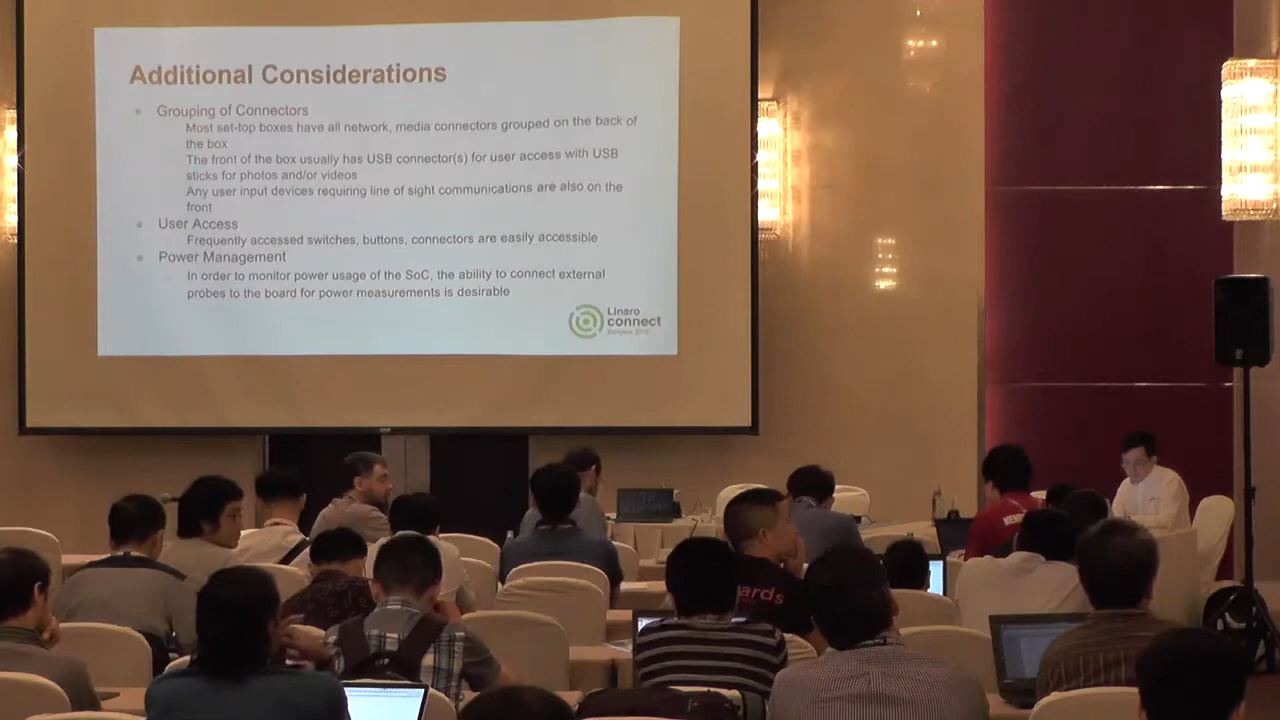 Additional Considerations
Grouping of Connectors
Most set-top boxes have all network, media connectors grouped on the back of
the box
The front of the box usually has USB connector(s) for user access with USB
sticks for photos and/or videos
Any user input devices requiring line of sight communications are also on the
front
User Access
Frequently accessed switches, buttons, connectors are easily accessible
Power Management
In order to monitor power usage of the SoC, the ability to connect external
probes to the board for power measurements is desirable
Linaro
connect